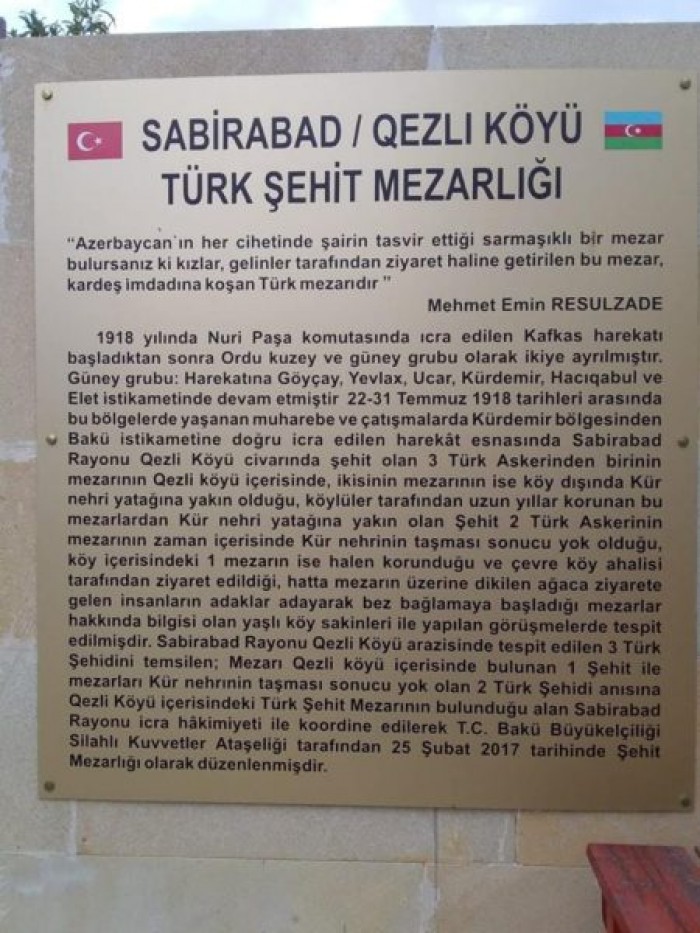 SABİRABAD / QEZLI KÖYÜ
TÜRK ŞEHİT MEZARLIĞI
“Azerbaycan'ın her cihetinde şairin tasvir ettiği sarmaşıklı bir mezar
bulursanız ki kızlar, gelinler tarafından ziyaret haline getirilen bu mezar,
kardeş imdadına koşan Türk mezarıdır ”
Mehmet Emin RESULZADE
1918 yılında Nuri Paşa komutasında ıcra edilen Kafkas harekatı
başladıktan sonra Ordu kuzey ve güney grubu olarak ikiye ayrılmıştır.
Güney grubu: Harekatına Göyçay, Yevlax, Ucar, Kürdemir, Hacıqabul ve
Elet istikametinde devam etmiştir 22-31 Temmuz 1918 tarihleri arasında
bu bölgelerde yaşanan muharebe ve çatışmalarda Kürdemir bölgesinden
Bakü istikametine doğru icra edilen harekât esnasında Sabirabad
Rayonu Qezli Köyü civarında şehit olan 3 Türk Askerinden birinin
mezarının Qezli köyü içerisinde, ikisinin mezarının ise köy dışında Kür
nehri yatağına yakın olduğu, köylüler tarafından uzun yıllar korunan bu
mezarlardan Kür nehri yatağına yakın olan Şehit 2 Türk Askerinin
mezarının zaman içerisinde Kür nehrinin taşması sonucu yok olduğu,
köy içerisindeki 1 mezarın ise halen korunduğu ve çevre köy ahalisi
tarafından ziyaret edildiği, hatta mezarın üzerine dikilen ağaca ziyarete
gelen insanların adaklar adayarak bez bağlamaya başladığı mezarlar
hakkında bilgisi olan yaşlı köy sakinleri ile yapılan görüşmelerde tespit
edilmişdir. Sabirabad Rayonu Qezli Köyü arazisinde tespit edilen 3 Türk
Şehidini temsilen; Mezarı Qezli köyü içerisinde bulunan 1 Şehit ile
mezarları Kür nehrının taşması sonucu yok olan 2 Türk Şehidi anısına
Qezli Köyü içerisindeki Türk Şehit Mezarının bulunduğu alan Sabirabad
Rayonu icra hâkimiyeti ile koordine edilerek T.C. Bakü Büyükelçiliği
Silahlı Kuvvetler Ataşeliği tarafından 25 Şubat 2017 tarihinde Şehit
Mezarlığı olarak düzenlenmişdir.